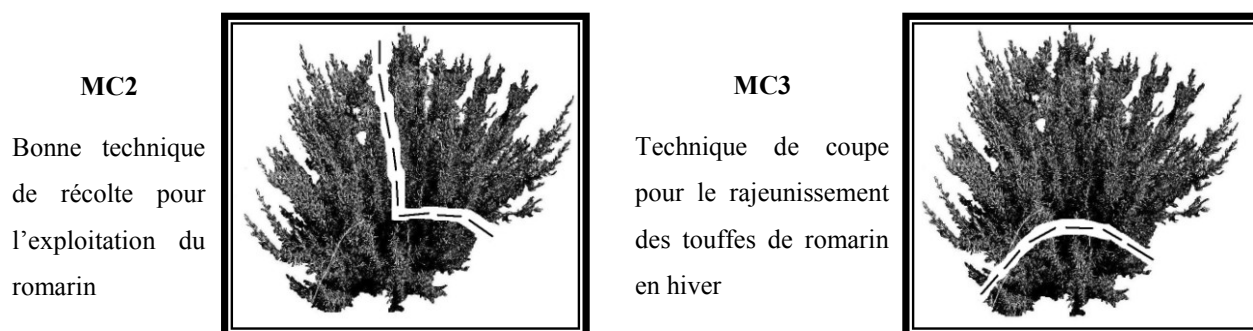 MC2
Bonne technique
de récolte pour
l’exploitation du
romarin
MC3
Technique de coupe
pour le rajeunissement
des touffes de romarin
en hiver